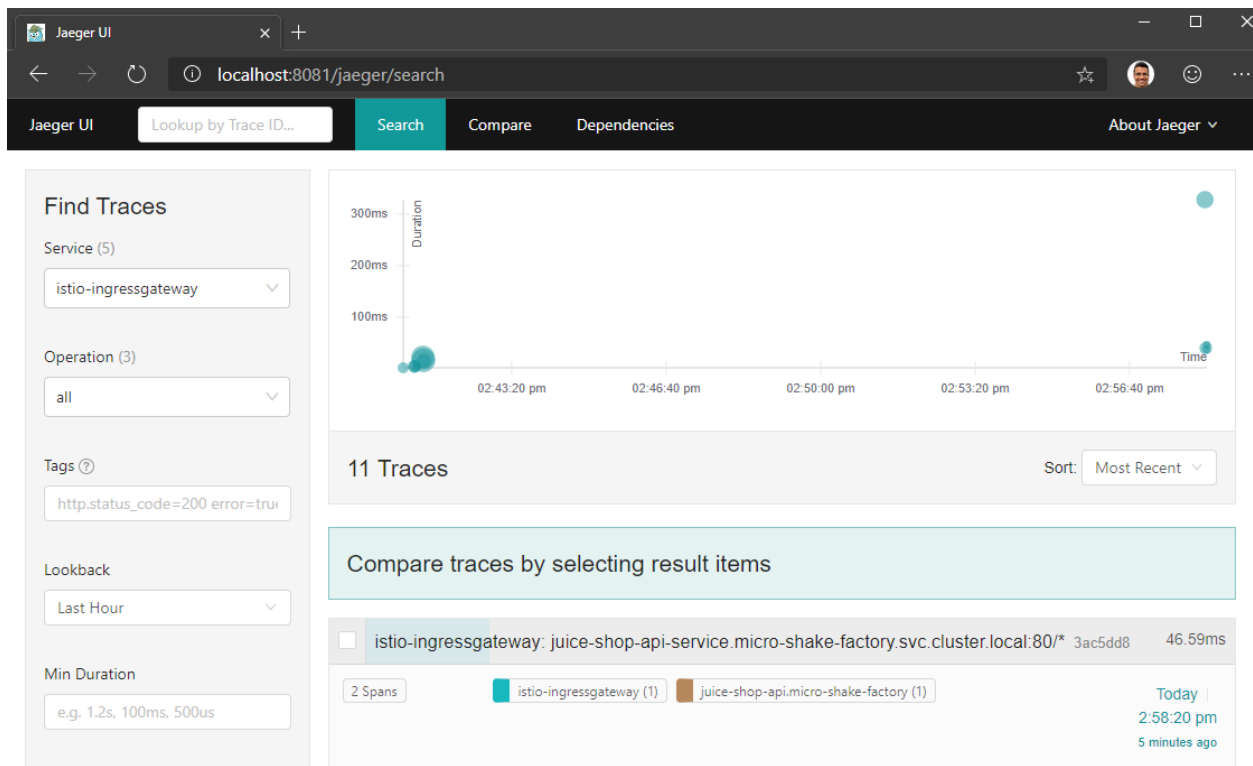 Jaeger UI
localhost:8081/jaeger/search
Jaeger UI Lookup by Trace ID... Search Compare Dependencies About Jaeger
Find Traces
Service (5)
istio-ingressgateway
Operation (3)
all
Tags
http.status_code=200 error=tru
Lookback
Last Hour
Min Duration
e.g. 1.2s, 100ms, 500us
Duration
300ms
200ms
100ms
Time
02:43:20 pm 02:46:40 pm 02:50:00 pm 02:53:20 pm 02:56:40 pm
11 Traces Sort: Most Recent
Compare traces by selecting result items
istio-ingressgateway: juice-shop-api-service.micro-shake-factory.svc.cluster.local:80/* 3ac5dd8 46.59ms
2 Spans istio-ingressgateway (1) juice-shop-api.micro-shake-factory (1) Today
2:58:20 pm
5 minutes ago